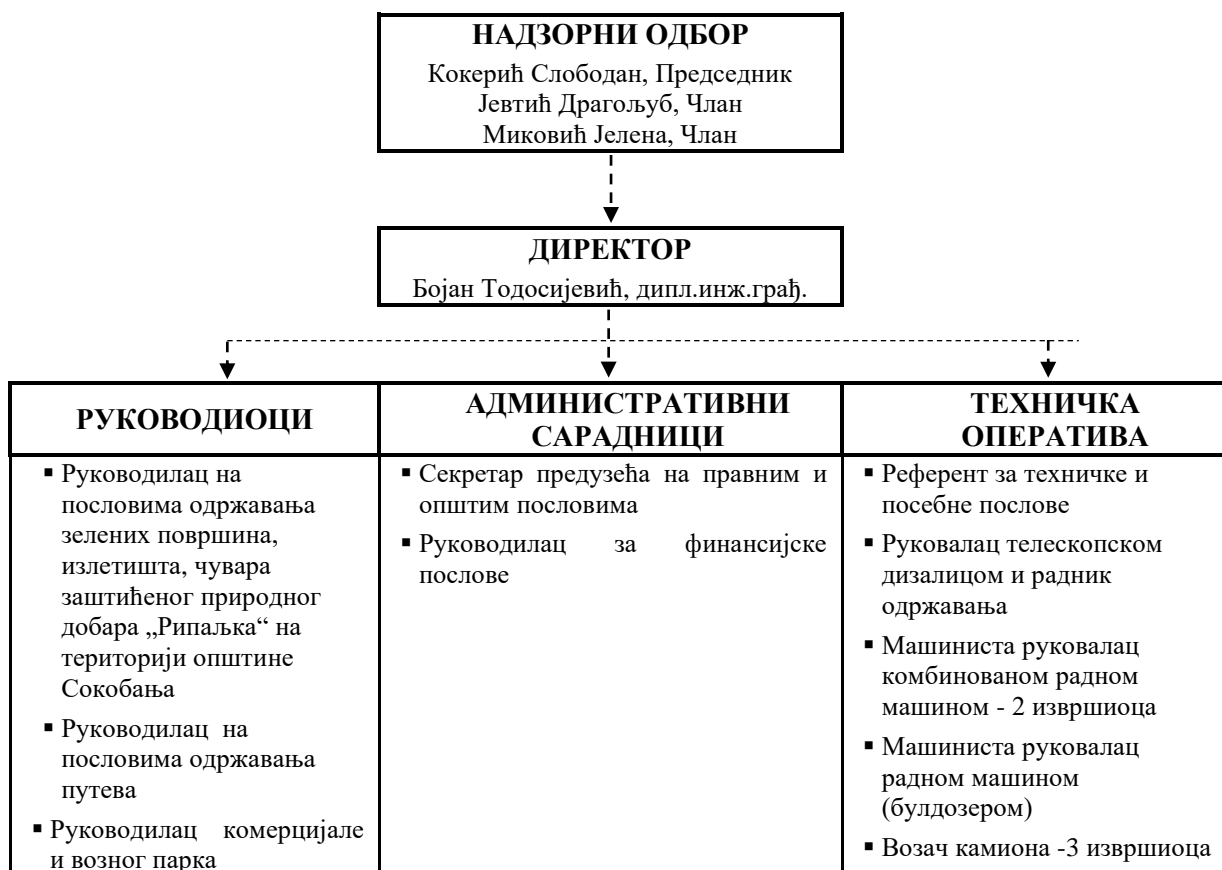 НАДЗОРНИ ОДБОР
Кокерић Слободан, Председник
Јевтић Драгољуб, Члан
Миковић Јелена, Члан
ДИРЕКТОР
Бојан Тодосијевић, дипл.инж.грађ.
РУКОВОДИОЦИ
▪ Руководилац на
пословима одржавања
зелених површина,
излетишта, чувара
заштићеног природног
добара „Рипаљка“ на
територији општине
Сокобања
▪ Руководилац на
пословима одржавања
путева
▪ Руководилац комерцијале
и возног парка
АДМИНИСТРАТИВНИ
САРАДНИЦИ
▪ Секретар предузећа на правним и
општим пословима
▪ Руководилац за финансијске
послове
ТЕХНИЧКА
ОПЕРАТИВА
▪ Референт за техничке и
посебне послове
▪ Руковалац телескопском
дизалицом и радник
одржавања
▪ Машиниста руковалац
комбинованом радном
машином - 2 извршиоца
▪ Машиниста руковалац
радном машином
(булдозером)
▪ Возач камиона -3 извршиоца